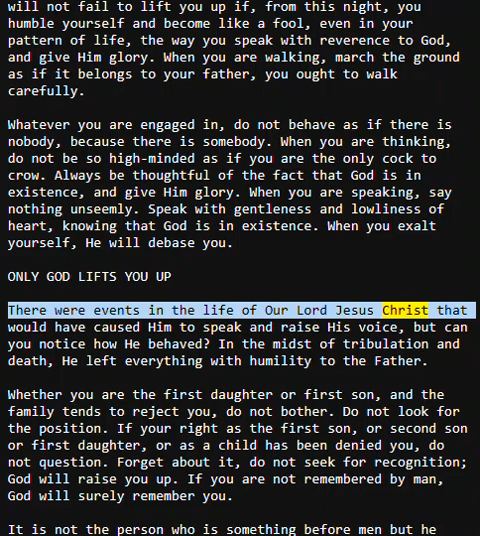 will not fail to lift you up if, from this night, you
humble yourself and become like a fool, even in your
pattern of life, the way you speak with reverence to God,
and give Him glory. When you are walking, march the ground
as if it belongs to your father, you ought to walk
carefully.
Whatever you are engaged in, do not behave as if there is
nobody, because there is somebody. When you are thinking,
do not be so high-minded as if you are the only cock to
crow. Always be thoughtful of the fact that God is in
existence, and give Him glory. When you are speaking, say
nothing unseemly. Speak with gentleness and lowliness of
heart, knowing that God is in existence. When you exalt
yourself, He will debase you.
ONLY GOD LIFTS YOU UP
There were events in the life of Our Lord Jesus Christ that
would have caused Him to speak and raise His voice, but can
you notice how He behaved? In the midst of tribulation and
death, He left everything with humility to the Father.
Whether you are the first daughter or first son, and the
family tends to reject you, do not bother. Do not look for
the position. If your right as the first son, or second son
or first daughter, or as a child has been denied you, do
not question. Forget about it, do not seek for recognition;
God will raise you up. If you are not remembered by man,
God will surely remember you.
It is not the person who is something before men but he